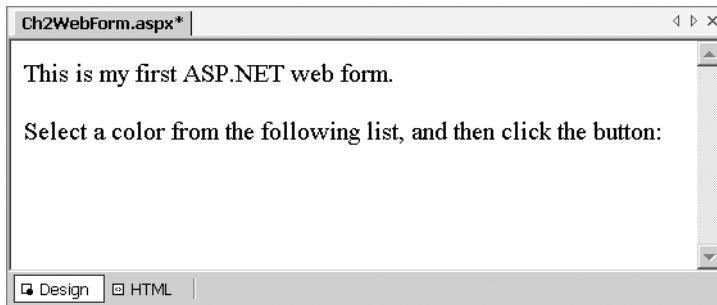 Ch2WebForm.aspx*
This is my first ASP.NET web form.
Select a color from the following list, and then click the button:
Design HTML